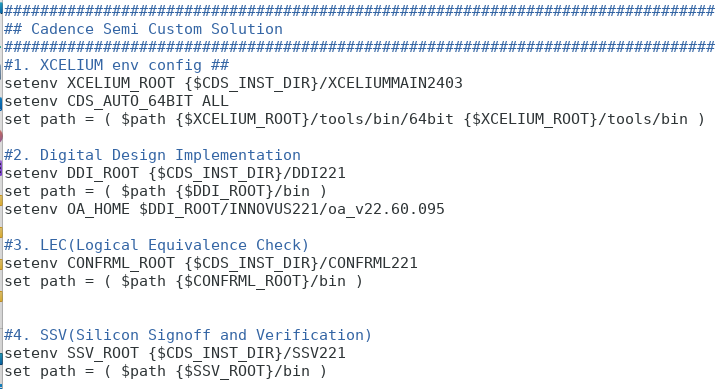 ################################################################################
## Cadence Semi Custom Solution
################################################################################
#1. XCELIUM env config ##
setenv XCELIUM_ROOT {$CDS_INST_DIR}/XCELIUMMAIN2403
setenv CDS_AUTO_64BIT ALL
set path = ( $path {$XCELIUM_ROOT}/tools/bin/64bit {$XCELIUM_ROOT}/tools/bin )
#2. Digital Design Implementation
setenv DDI_ROOT {$CDS_INST_DIR}/DDI221
set path = ( $path {$DDI_ROOT}/bin )
setenv OA_HOME $DDI_ROOT/INNOVUS221/oa_v22.60.095
#3. LEC(Logical Equivalence Check)
setenv CONFRML_ROOT {$CDS_INST_DIR}/CONFRML221
set path = ( $path {$CONFRML_ROOT}/bin )
#4. SSV(Silicon Signoff and Verification)
setenv SSV_ROOT {$CDS_INST_DIR}/SSV221
set path = ( $path {$SSV_ROOT}/bin )